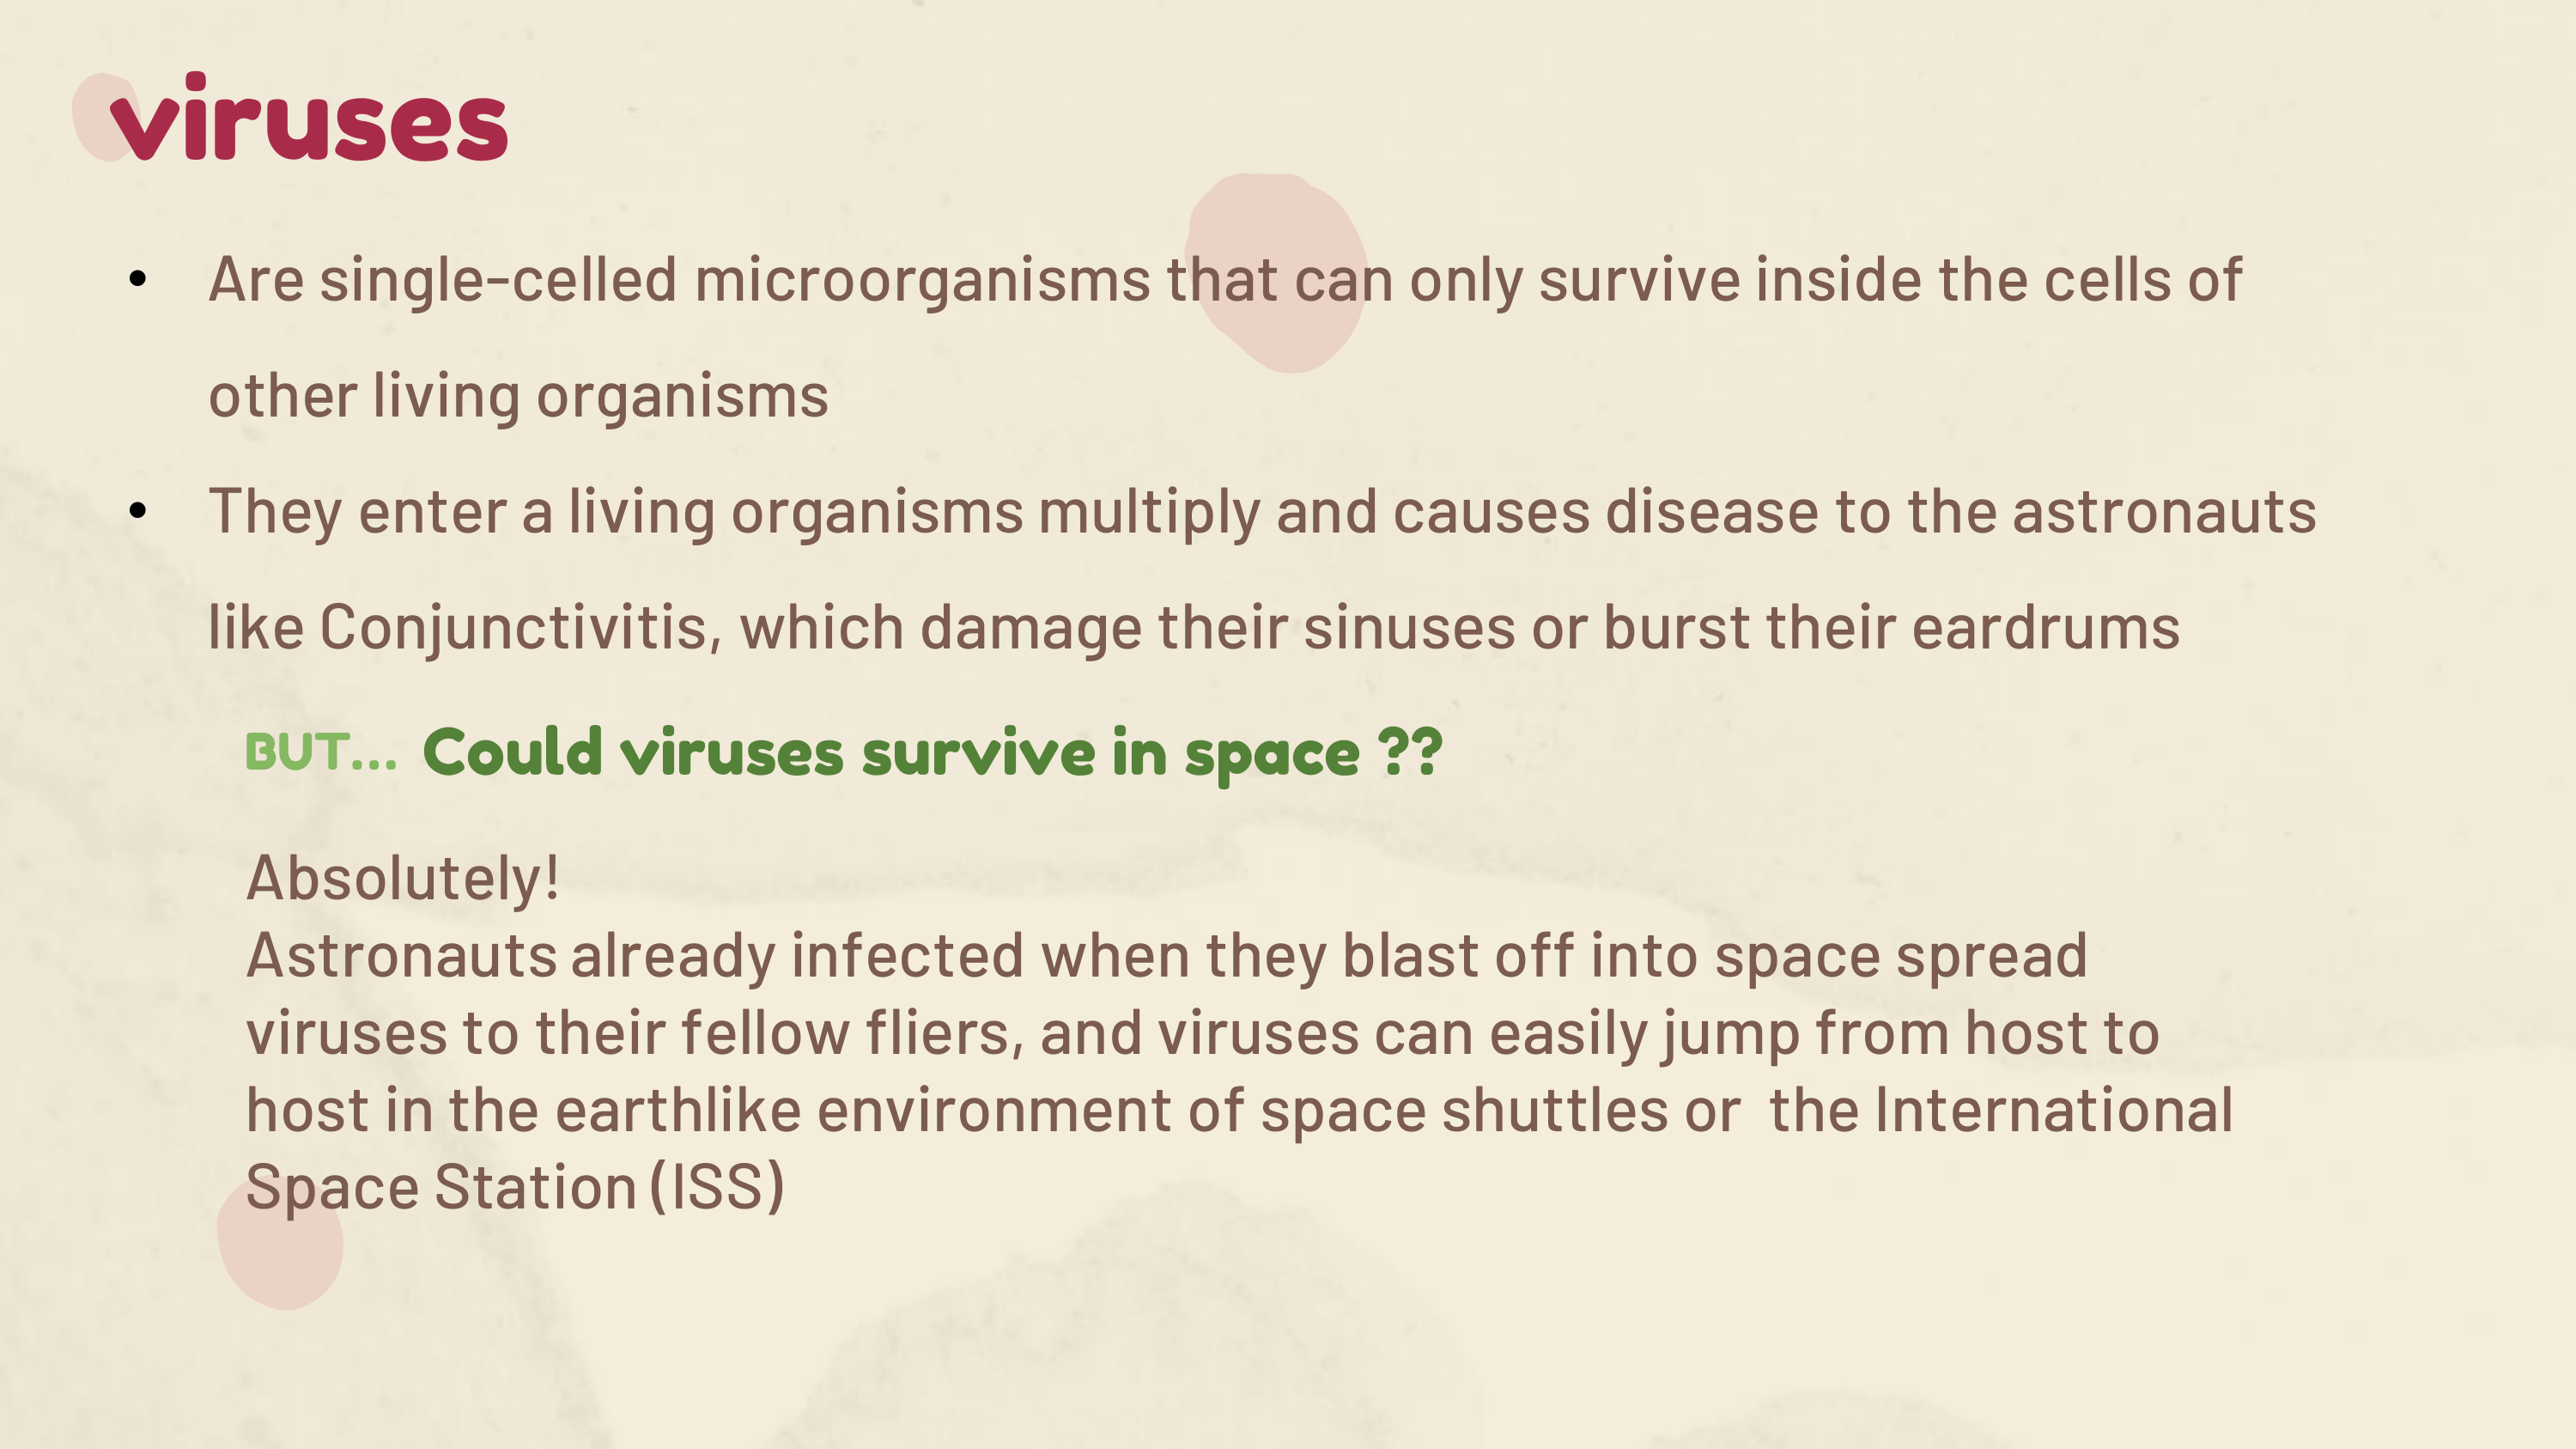 viruses
• Are single-celled microorganisms that can only survive inside the cells of
other living organisms
• They enter a living organisms multiply and causes disease to the astronauts
like Conjunctivitis, which damage their sinuses or burst their eardrums
BUT... Could viruses survive in space ??
Absolutely!
Astronauts already infected when they blast off into space spread
viruses to their fellow fliers, and viruses can easily jump from host to
host in the earthlike environment of space shuttles or  the International
Space Station (ISS)